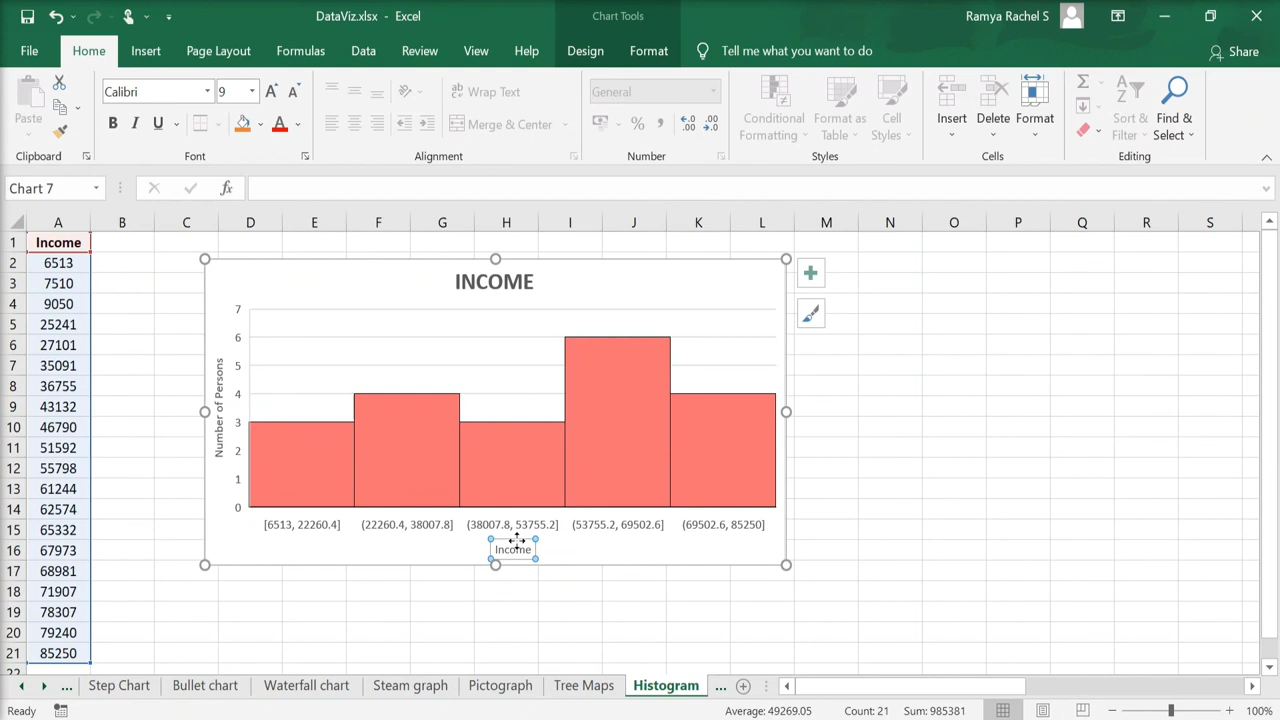 DataViz.xlsx - Excel
Chart Tools
Ramya Rachel S
File Home Insert Page Layout Formulas Data Review View Help Design Format Tell me what you want to do Share
Calibri 9 Wrap Text General
Paste B I U Merge & Center % , Conditional Formatting Format as Table Cell Styles Insert Delete Format Sort & Filter Find & Select
Clipboard Font Alignment Number Styles Cells Editing
Chart 7 fx
A B C D E F G H I J K L M N O P Q R S
1 Income
2 6513
3 7510
4 9050
5 25241
6 27101
7 35091
8 36755
9 43132
10 46790
11 51592
12 55798
13 61244
14 62574
15 65332
16 67973
17 68981
18 71907
19 78307
20 79240
21 85250
22
INCOME
7
6
5
4
3
2
1
0
Number of Persons
[6513, 22260.4] (22260.4, 38007.8] (38007.8, 53755.2] (53755.2, 69502.6] (69502.6, 85250]
Income
... Step Chart Bullet chart Waterfall chart Steam graph Pictograph Tree Maps Histogram ...
Ready Average: 49269.05 Count: 21 Sum: 985381 100%